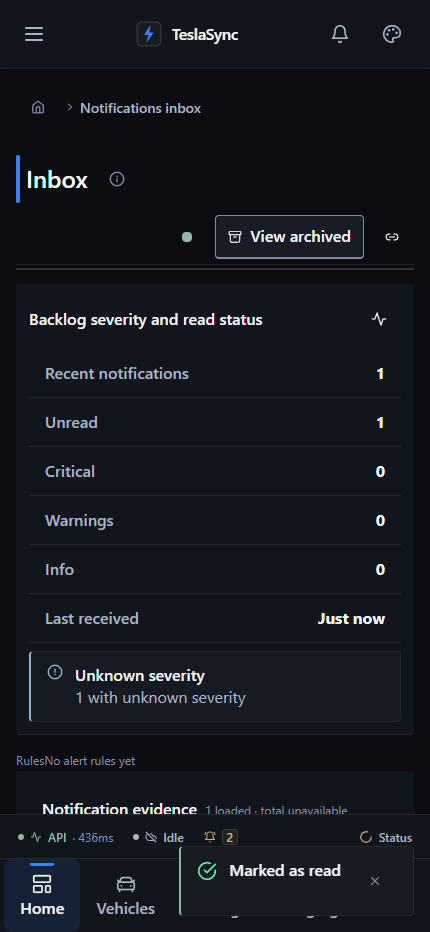 TeslaSync
Notifications inbox
Inbox
View archived
Backlog severity and read status
Recent notifications 1
Unread 1
Critical 0
Warnings 0
Info 0
Last received Just now
Unknown severity
1 with unknown severity
RulesNo alert rules yet
Notification evidence 1 loaded · total unavailable
API · 436ms Idle 2 Status
Marked as read
Home Vehicles